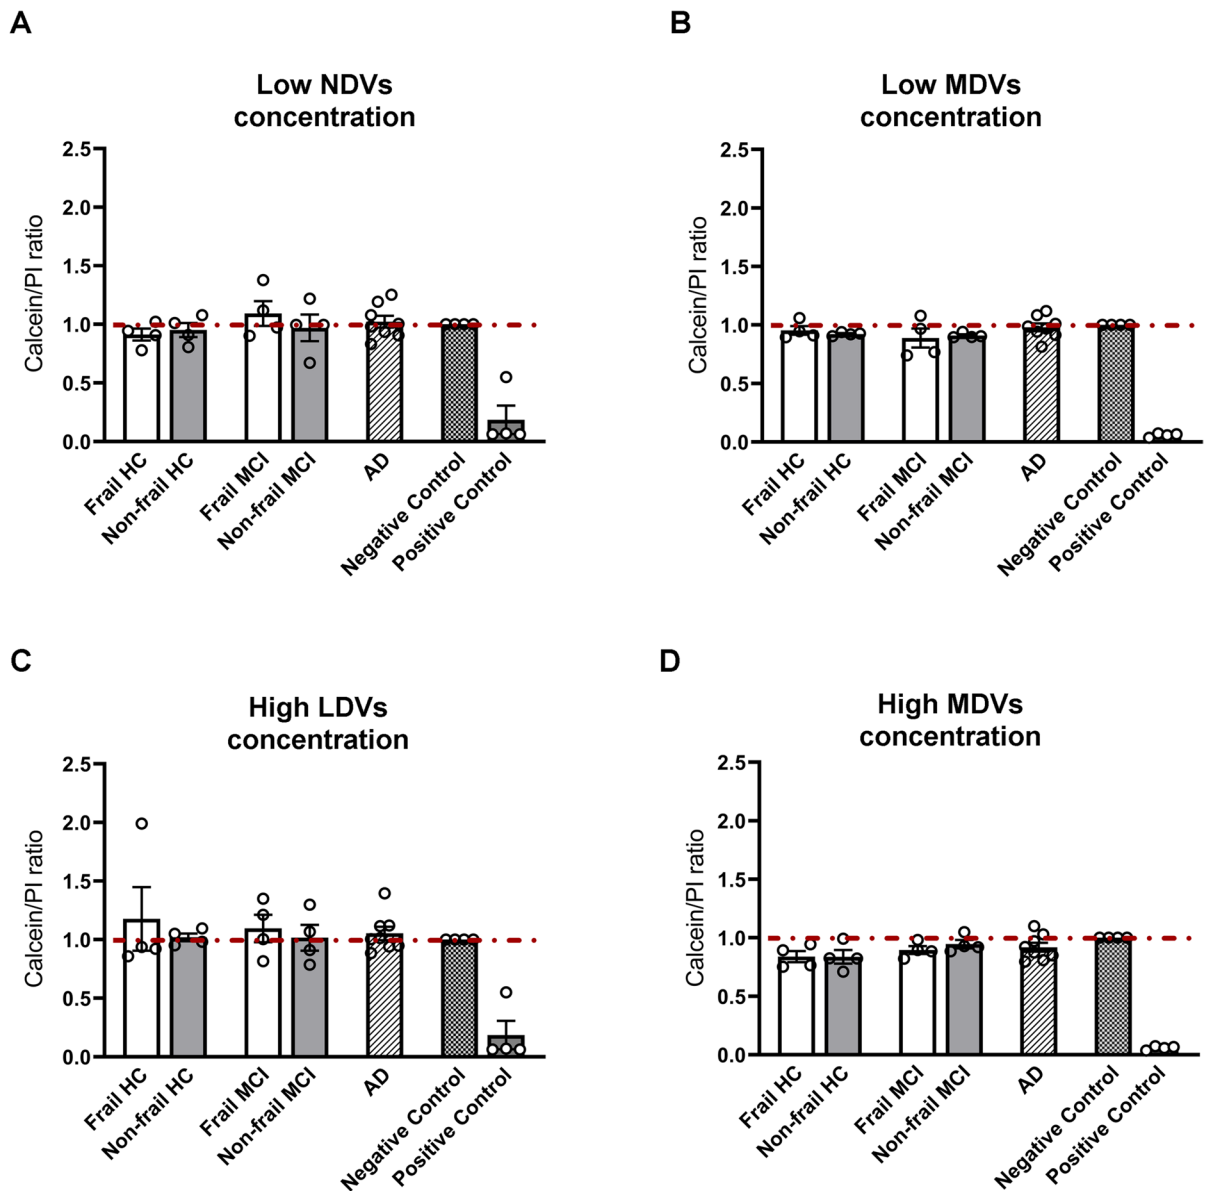 A
Low NDVs
concentration
Calcein/PI ratio
2.5
2.0
1.5
1.0
0.5
0.0
Frail HC
Non-frail HC
Frail MCI
Non-frail MCI
AD
Negative Control
Positive Control
B
Low MDVs
concentration
Calcein/PI ratio
2.5
2.0
1.5
1.0
0.5
0.0
Frail HC
Non-frail HC
Frail MCI
Non-frail MCI
AD
Negative Control
Positive Control
C
High LDVs
concentration
Calcein/PI ratio
2.5
2.0
1.5
1.0
0.5
0.0
Frail HC
Non-frail HC
Frail MCI
Non-frail MCI
AD
Negative Control
Positive Control
D
High MDVs
concentration
Calcein/PI ratio
2.5
2.0
1.5
1.0
0.5
0.0
Frail HC
Non-frail HC
Frail MCI
Non-frail MCI
AD
Negative Control
Positive Control